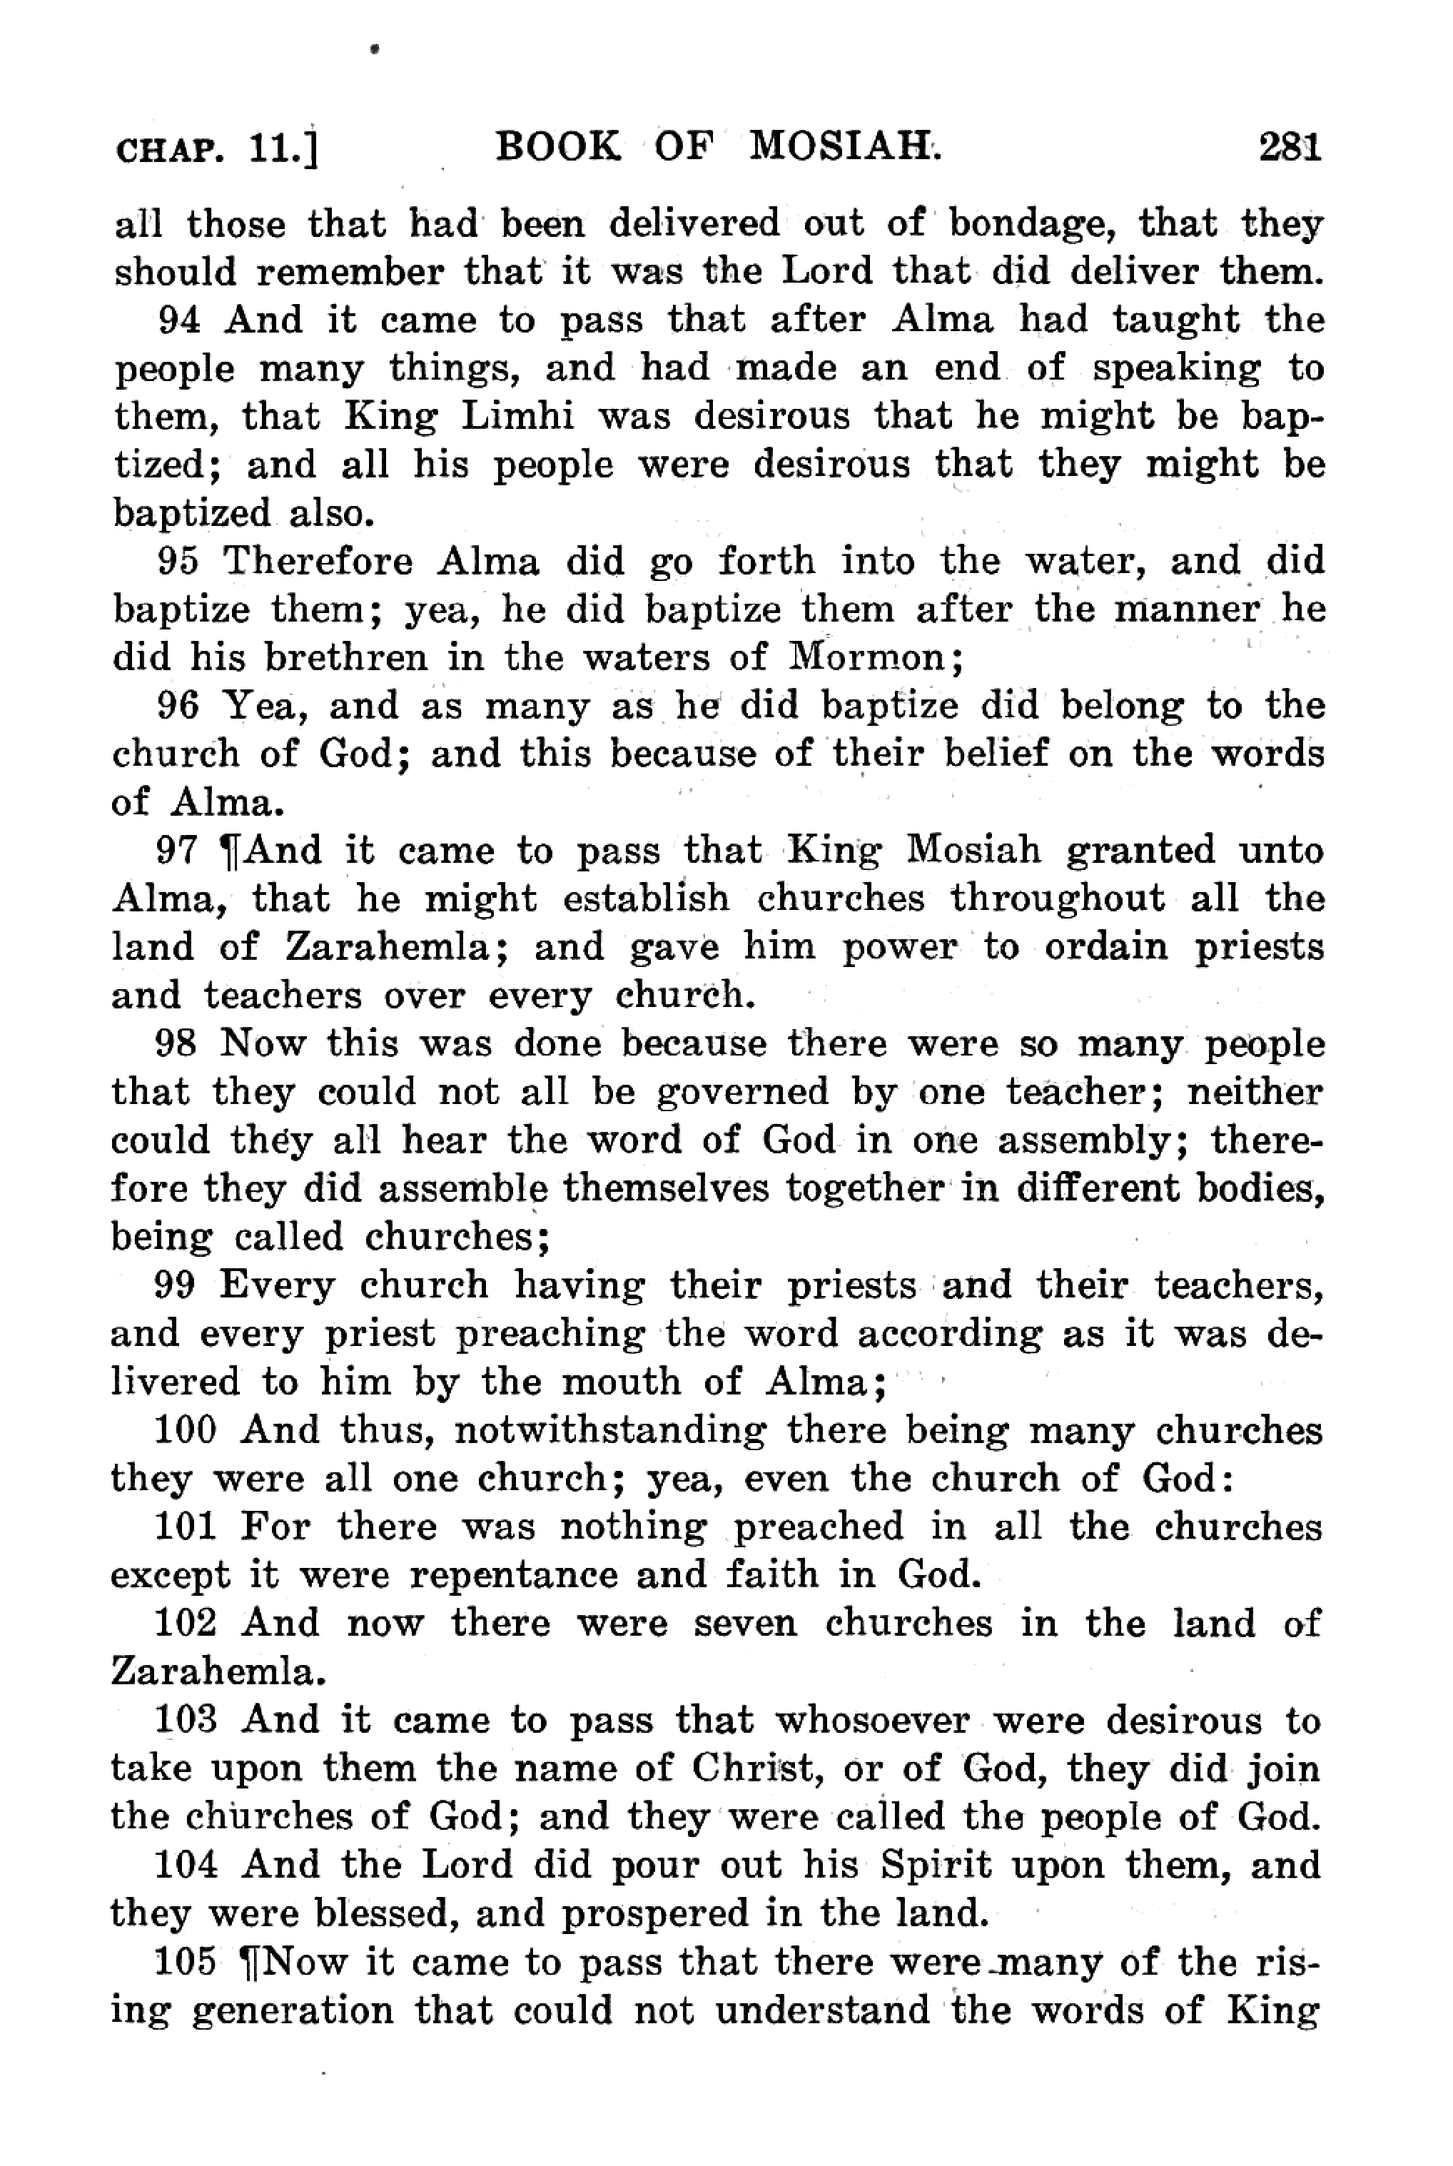 CHAP. 11.] BOOK OF MOSIAH. 281
all those that had been delivered out of bondage, that they
should remember that it was the Lord that did deliver them.
94 And it came to pass that after Alma had taught the
people many things, and had made an end of speaking to
them, that King Limhi was desirous that he might be bap-
tized; and all his people were desirous that they might be
baptized also.
95 Therefore Alma did go forth into the water, and did
baptize them; yea, he did baptize them after the manner he
did his brethren in the waters of Mormon;
96 Yea, and as many as he did baptize did belong to the
church of God; and this because of their belief on the words
of Alma.
97 ¶And it came to pass that King Mosiah granted unto
Alma, that he might establish churches throughout all the
land of Zarahemla; and gave him power to ordain priests
and teachers over every church.
98 Now this was done because there were so many people
that they could not all be governed by one teacher; neither
could they all hear the word of God in one assembly; there-
fore they did assemble themselves together in different bodies,
being called churches;
99 Every church having their priests and their teachers,
and every priest preaching the word according as it was de-
livered to him by the mouth of Alma;
100 And thus, notwithstanding there being many churches
they were all one church; yea, even the church of God:
101 For there was nothing preached in all the churches
except it were repentance and faith in God.
102 And now there were seven churches in the land of
Zarahemla.
103 And it came to pass that whosoever were desirous to
take upon them the name of Christ, or of God, they did join
the churches of God; and they were called the people of God.
104 And the Lord did pour out his Spirit upon them, and
they were blessed, and prospered in the land.
105 ¶Now it came to pass that there were many of the ris-
ing generation that could not understand the words of King